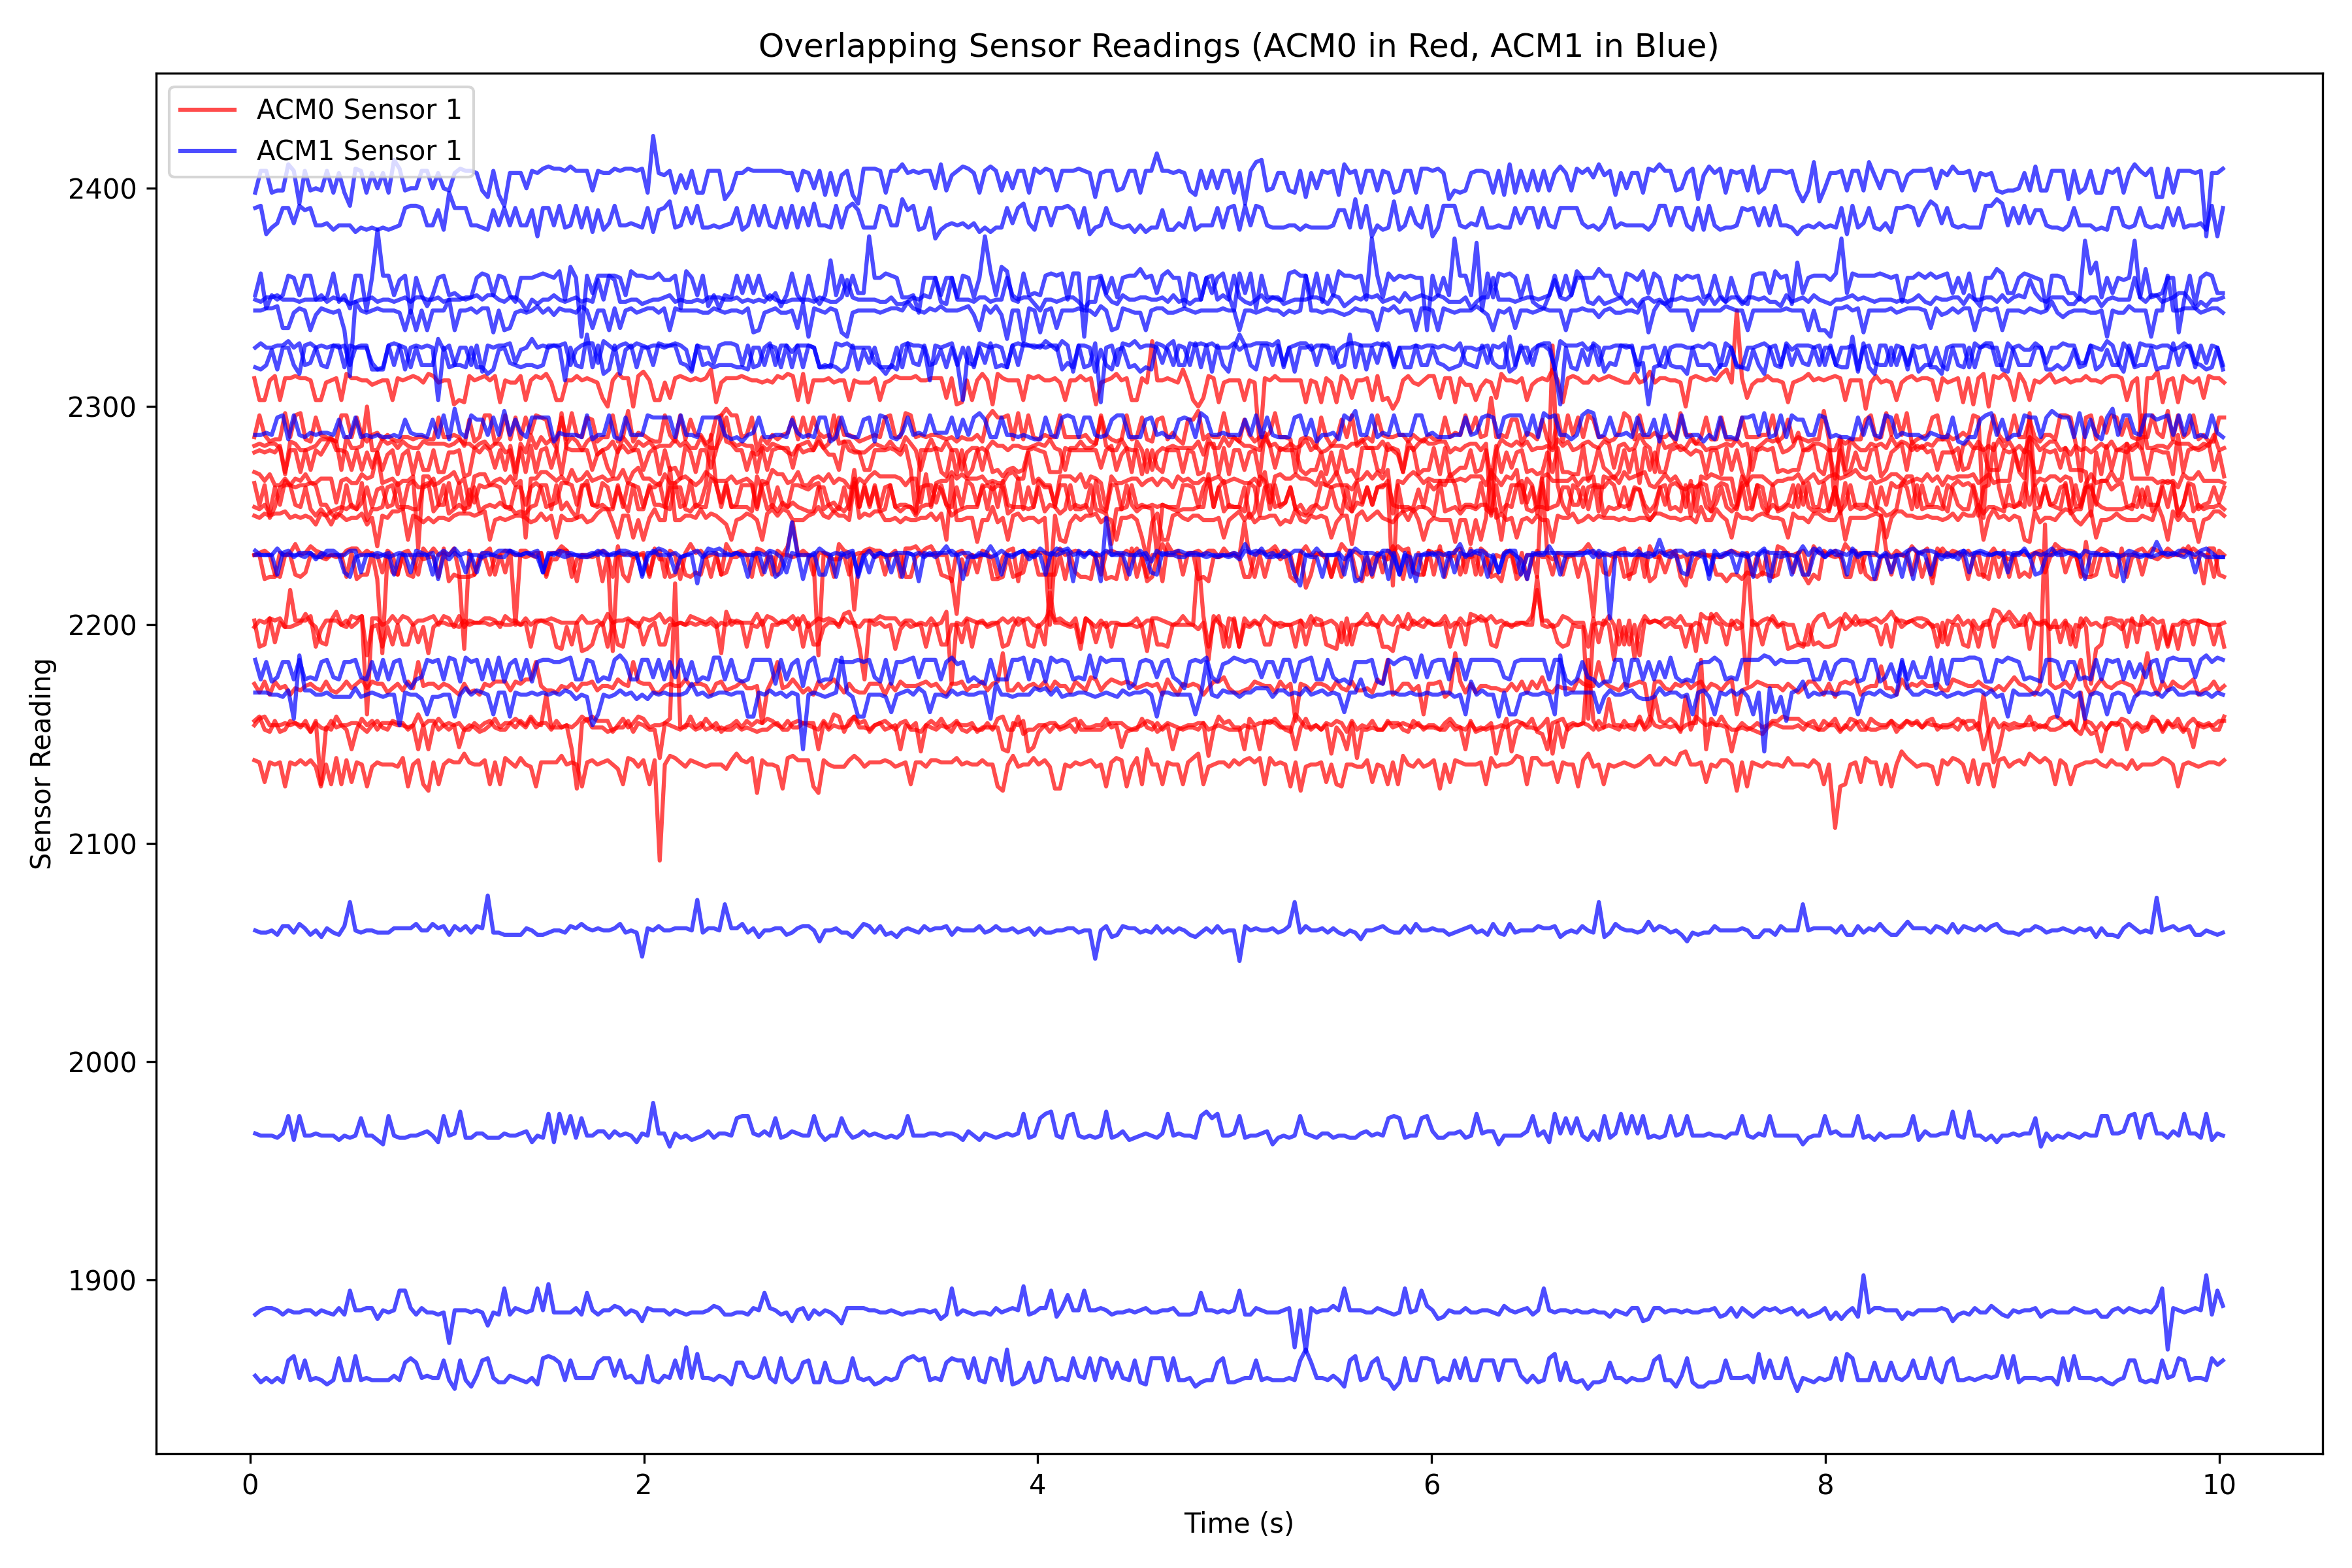 Overlapping Sensor Readings (ACM0 in Red, ACM1 in Blue)
ACM0 Sensor 1
ACM1 Sensor 1
2400
2300
2200
2100
2000
1900
Sensor Reading
0 2 4 6 8 10
Time (s)